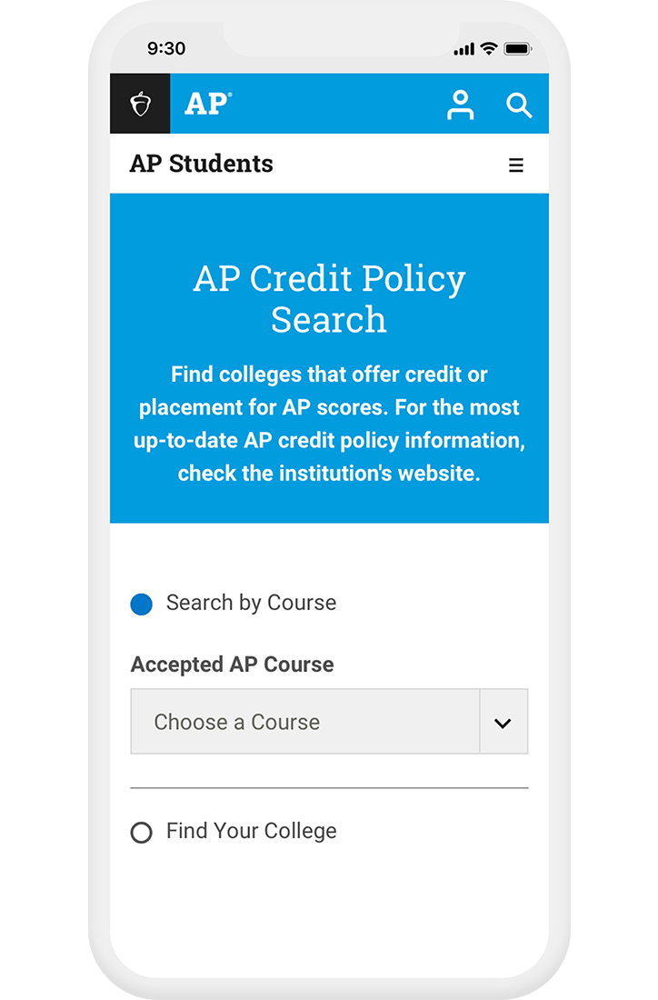 9:30
AP®
AP Students
AP Credit Policy
Search
Find colleges that offer credit or
placement for AP scores. For the most
up-to-date AP credit policy information,
check the institution's website.
Search by Course
Accepted AP Course
Choose a Course
Find Your College